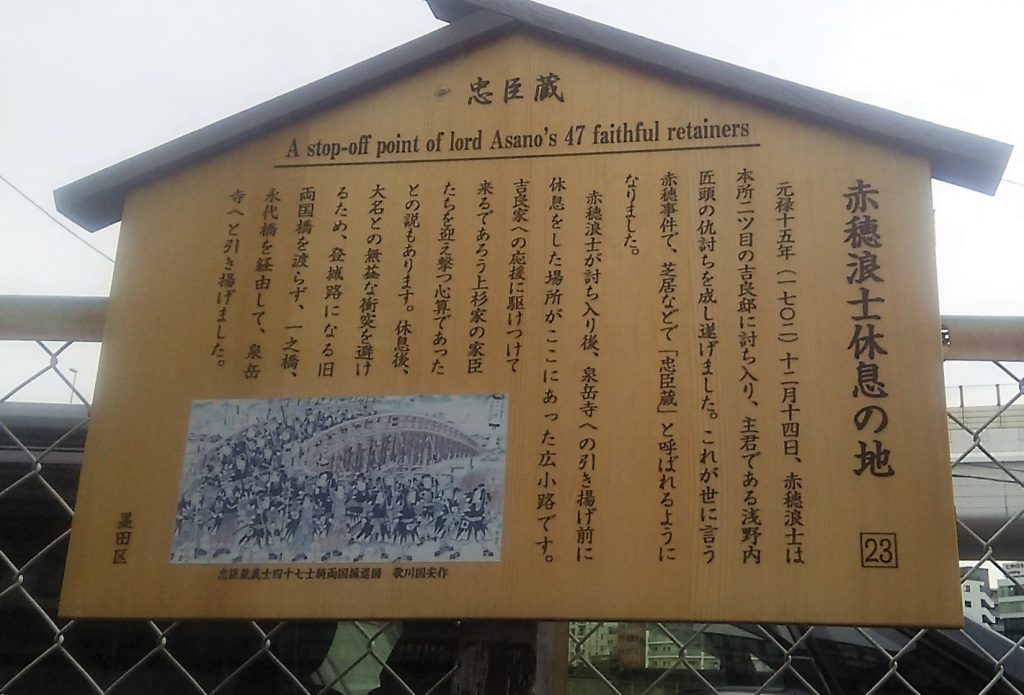 忠臣蔵
A stop-off point of lord Asano's 47 faithful retainers
赤穂浪士休息の地
23
元禄十五年（一七〇二）十二月十四日、赤穂浪士は
本所二ツ目の吉良邸に討ち入り、主君である浅野内
匠頭の仇討ちを成し遂げました。これが世に言う
赤穂事件で、芝居などで「忠臣蔵」と呼ばれるように
なりました。
赤穂浪士が討ち入り後、泉岳寺への引き揚げ前に
休息をした場所がここにあった広小路です。
吉良家への応援に駆けつけて
来るであろう上杉家の家臣
たちを迎え撃つ心算であった
との説もあります。休息後、
大名との無益な衝突を避け
るため、登城路になる旧
両国橋を渡らず、一之橋、
永代橋を経由して、泉岳
寺へと引き揚げました。
忠臣蔵義士四十七士騎両国揚退図 歌川国安作
墨田区